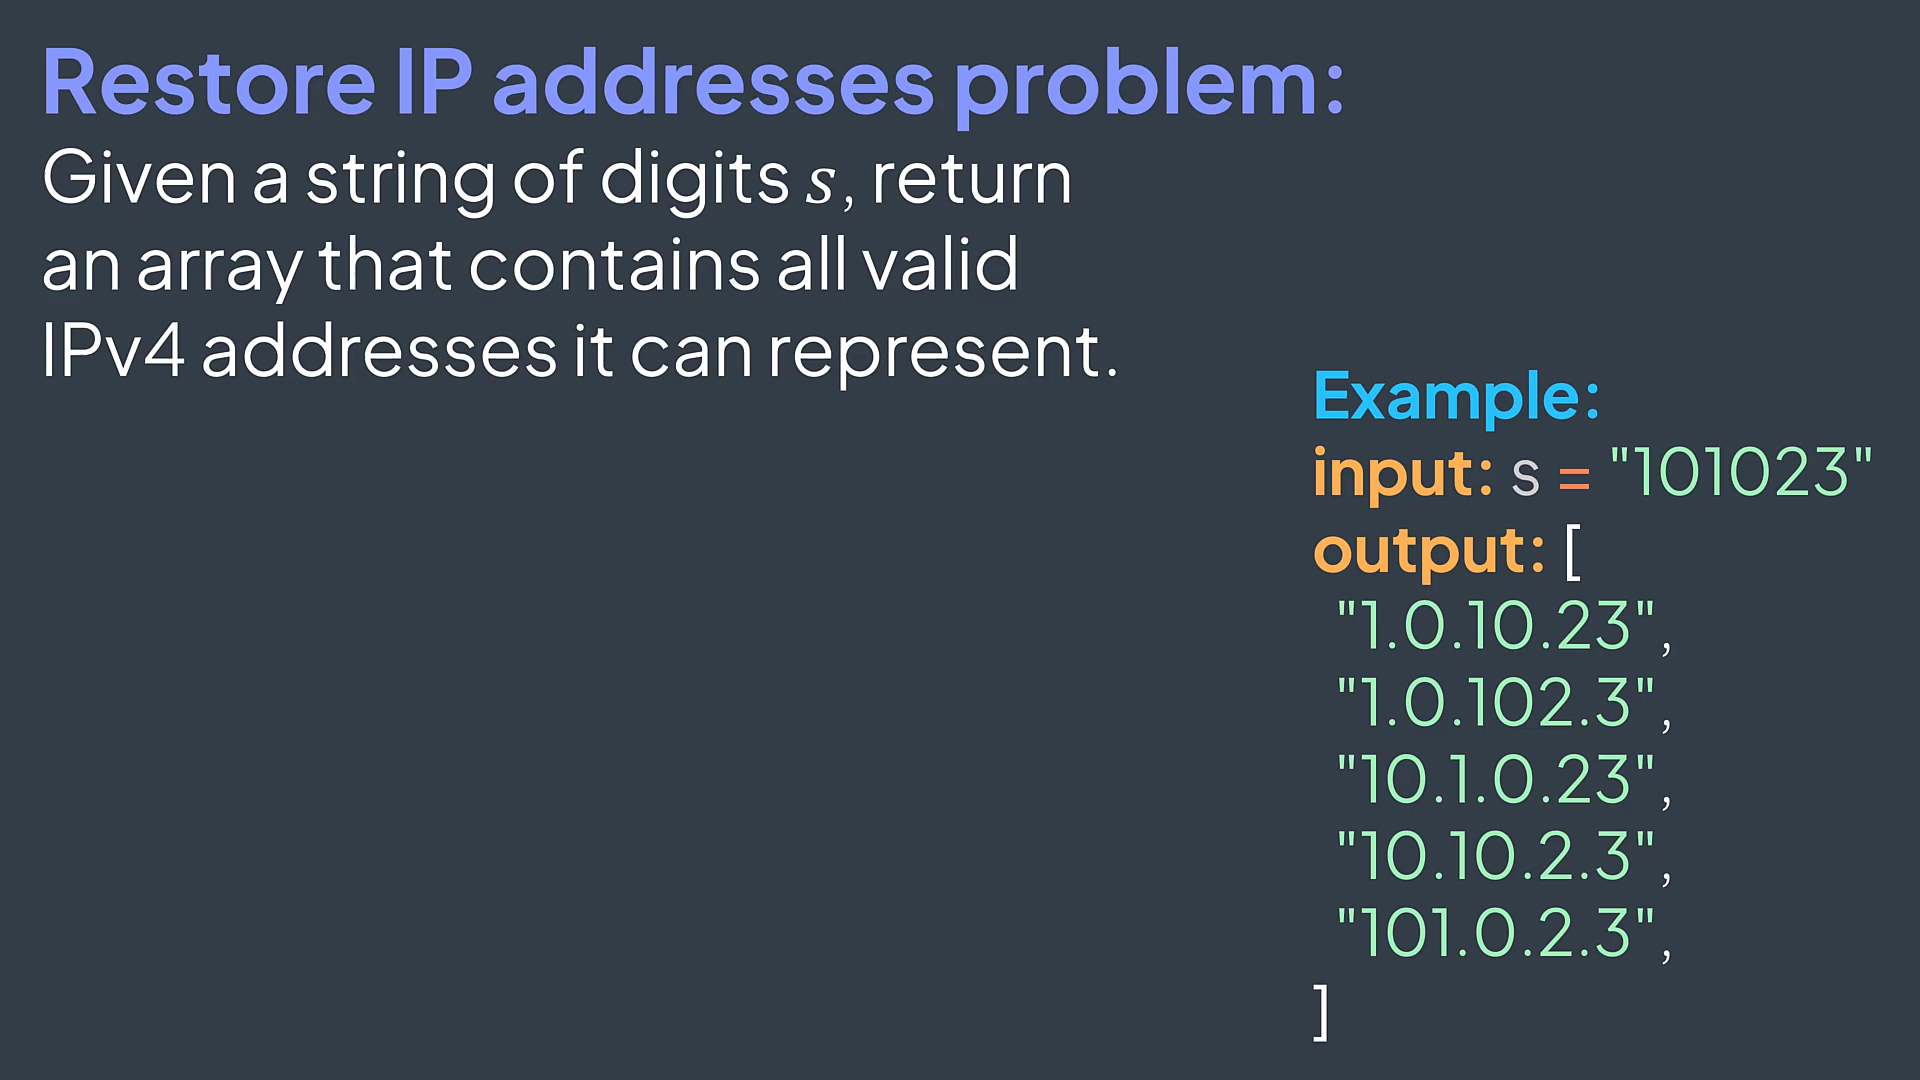 Restore IP addresses problem:
Given a string of digits s, return
an array that contains all valid
IPv4 addresses it can represent.
Example:
input: s = "101023"
output: [
"1.0.10.23",
"1.0.102.3",
"10.1.0.23",
"10.10.2.3",
"101.0.2.3",
]